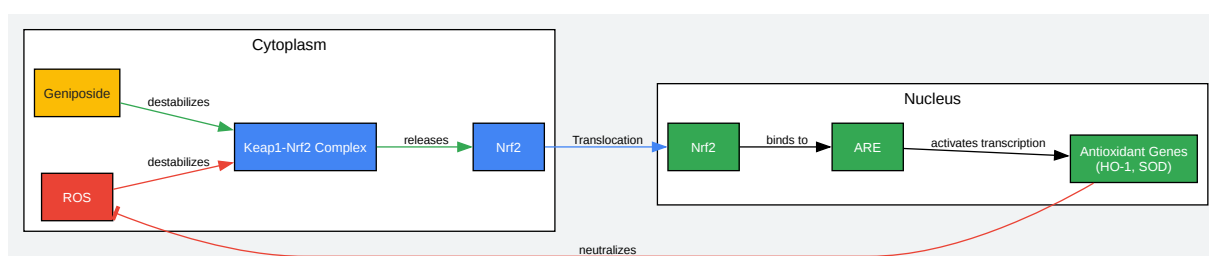 Cytoplasm
Geniposide
destabilizes
Keap1-Nrf2 Complex
releases
Nrf2
destabilizes
ROS
Translocation
Nucleus
Nrf2
binds to
ARE
activates transcription
Antioxidant Genes
(HO-1, SOD)
neutralizes